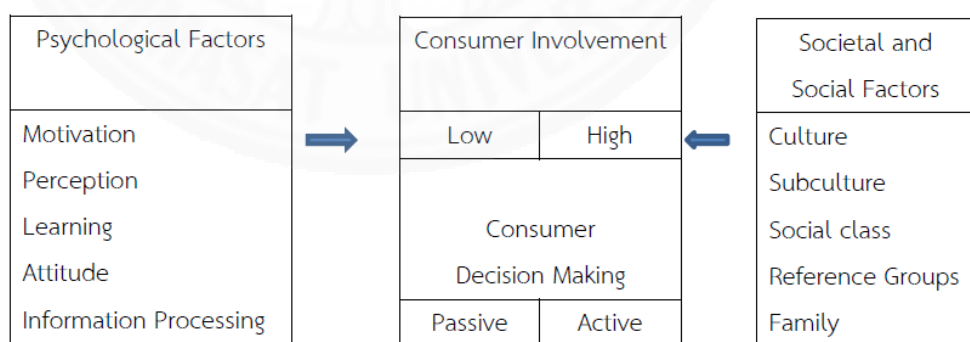 Psychological Factors
Motivation
Perception
Learning
Attitude
Information Processing
Consumer Involvement
Low High
Consumer
Decision Making
Passive Active
Societal and
Social Factors
Culture
Subculture
Social class
Reference Groups
Family